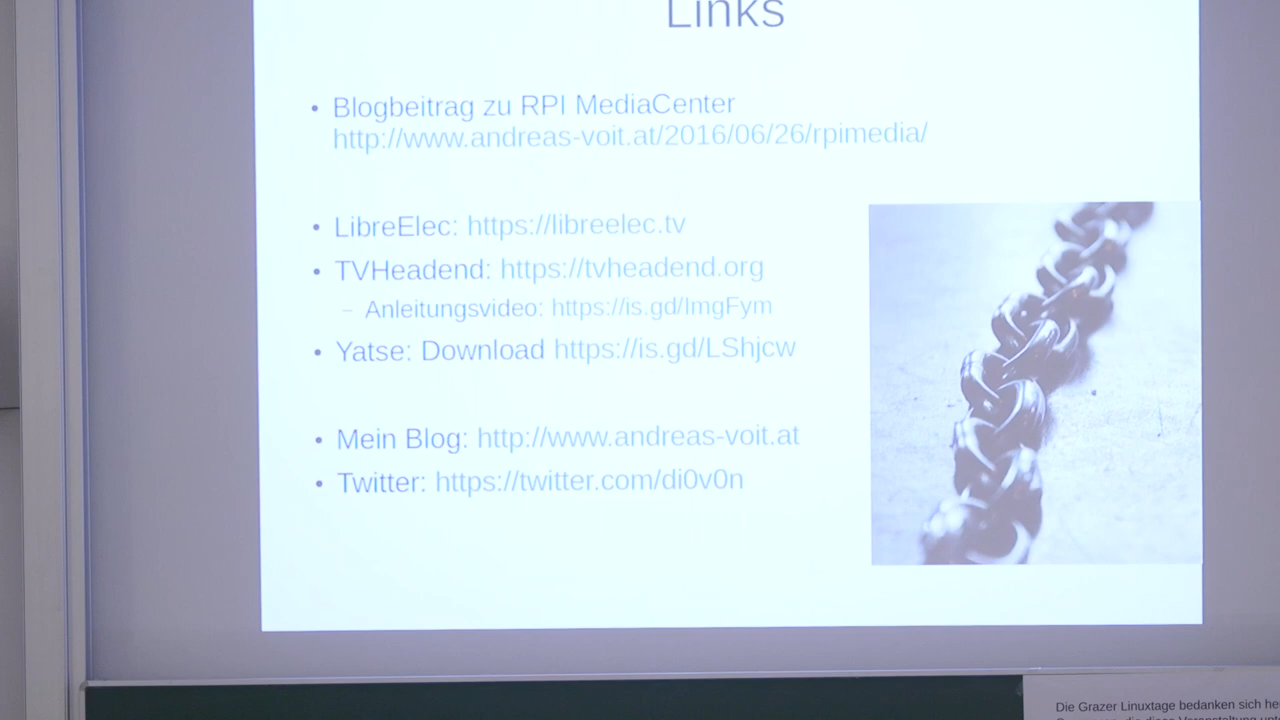 Links
• Blogbeitrag zu RPI MediaCenter
http://www.andreas-voit.at/2016/06/26/rpimedia/
• LibreElec: https://libreelec.tv
• TVHeadend: https://tvheadend.org
– Anleitungsvideo: https://is.gd/lmgFym
• Yatse: Download https://is.gd/LShjcw
• Mein Blog: http://www.andreas-voit.at
• Twitter: https://twitter.com/di0v0n
Die Grazer Linuxtage bedanken sich he